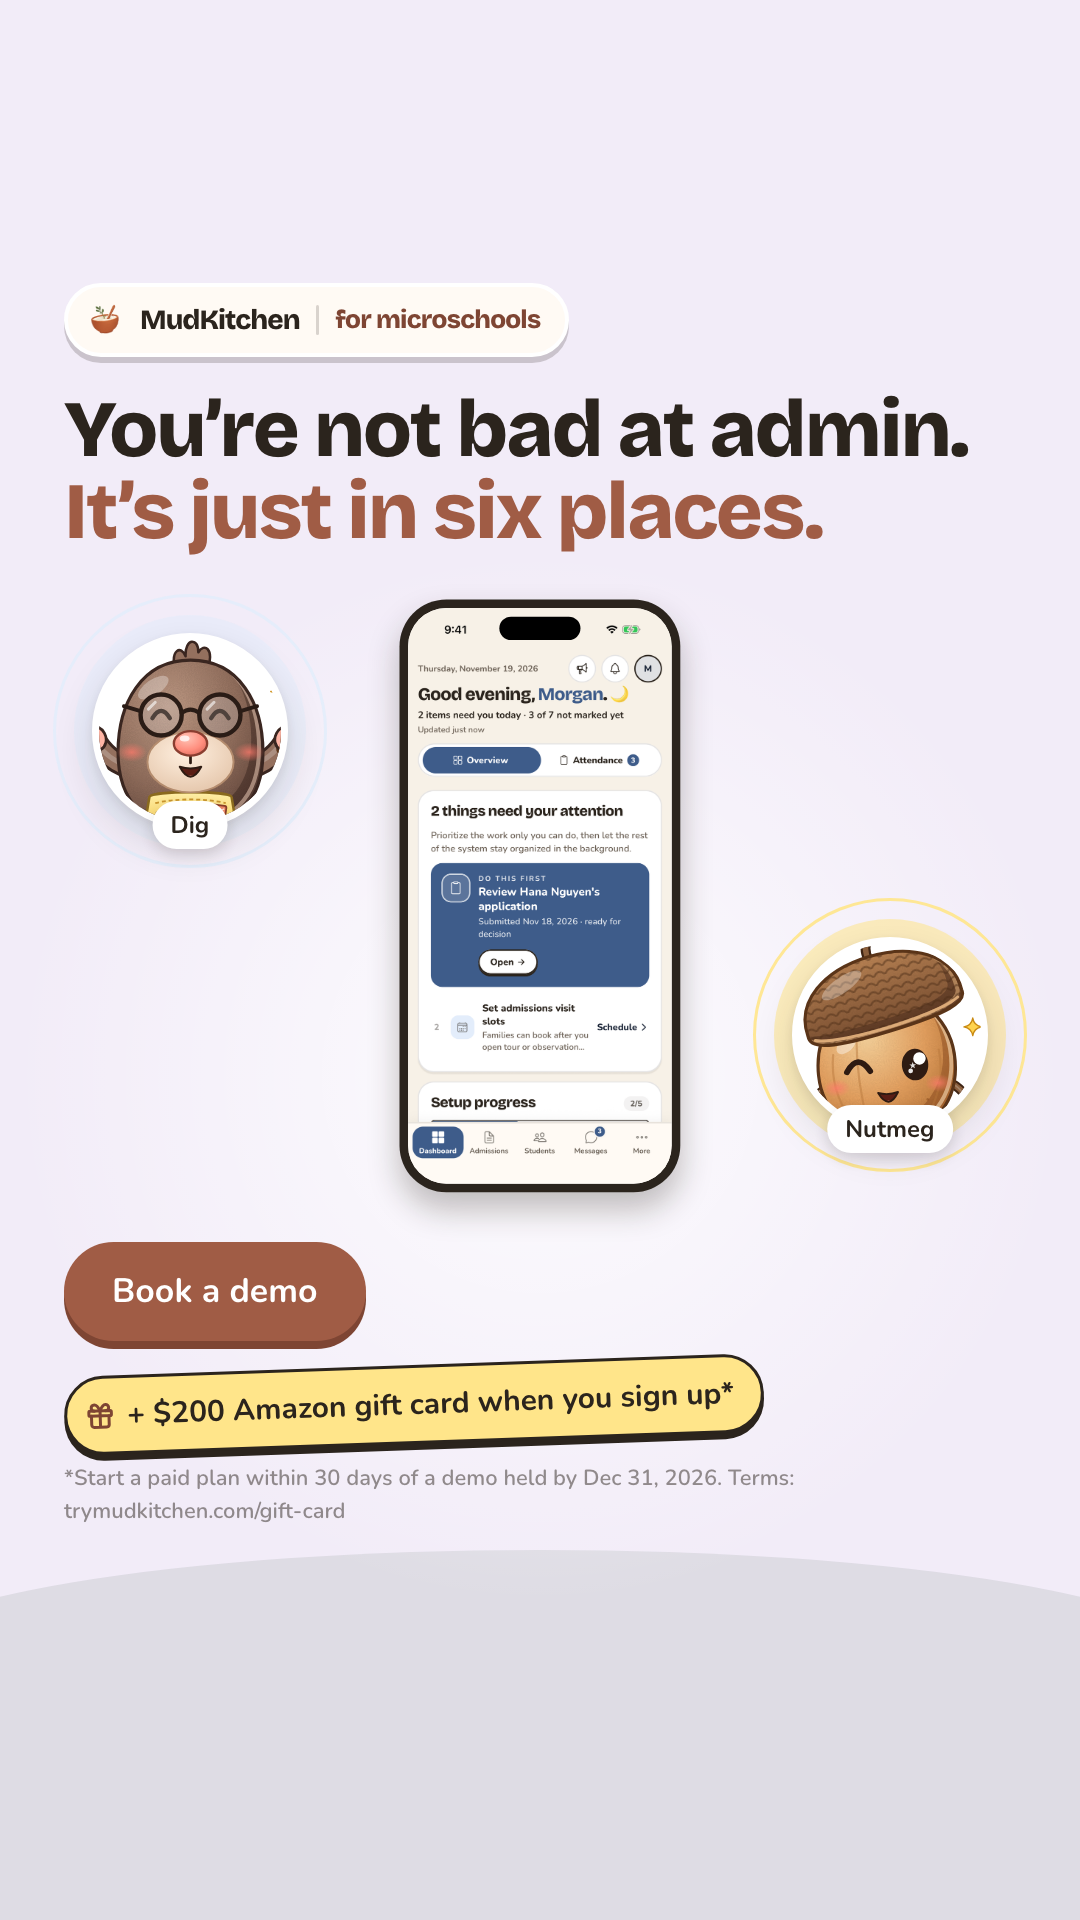 MudKitchen | for microschools
You're not bad at admin.
It's just in six places.
Dig
9:41
Thursday, November 19, 2026
M
Good evening, Morgan. 🌙
2 items need you today · 3 of 7 not marked yet
Updated just now
Overview
Attendance 3
2 things need your attention
Prioritize the work only you can do, then let the rest
of the system stay organized in the background.
DO THIS FIRST
Review Hana Nguyen's
application
Submitted Nov 18, 2026 · ready for
decision
Open →
2
Set admissions visit
slots
Families can book after you
open tour or observation...
Schedule >
Setup progress
2/5
Dashboard
Admissions
Students
3
Messages
More
Nutmeg
Book a demo
+ $200 Amazon gift card when you sign up*
*Start a paid plan within 30 days of a demo held by Dec 31, 2026. Terms:
trymudkitchen.com/gift-card